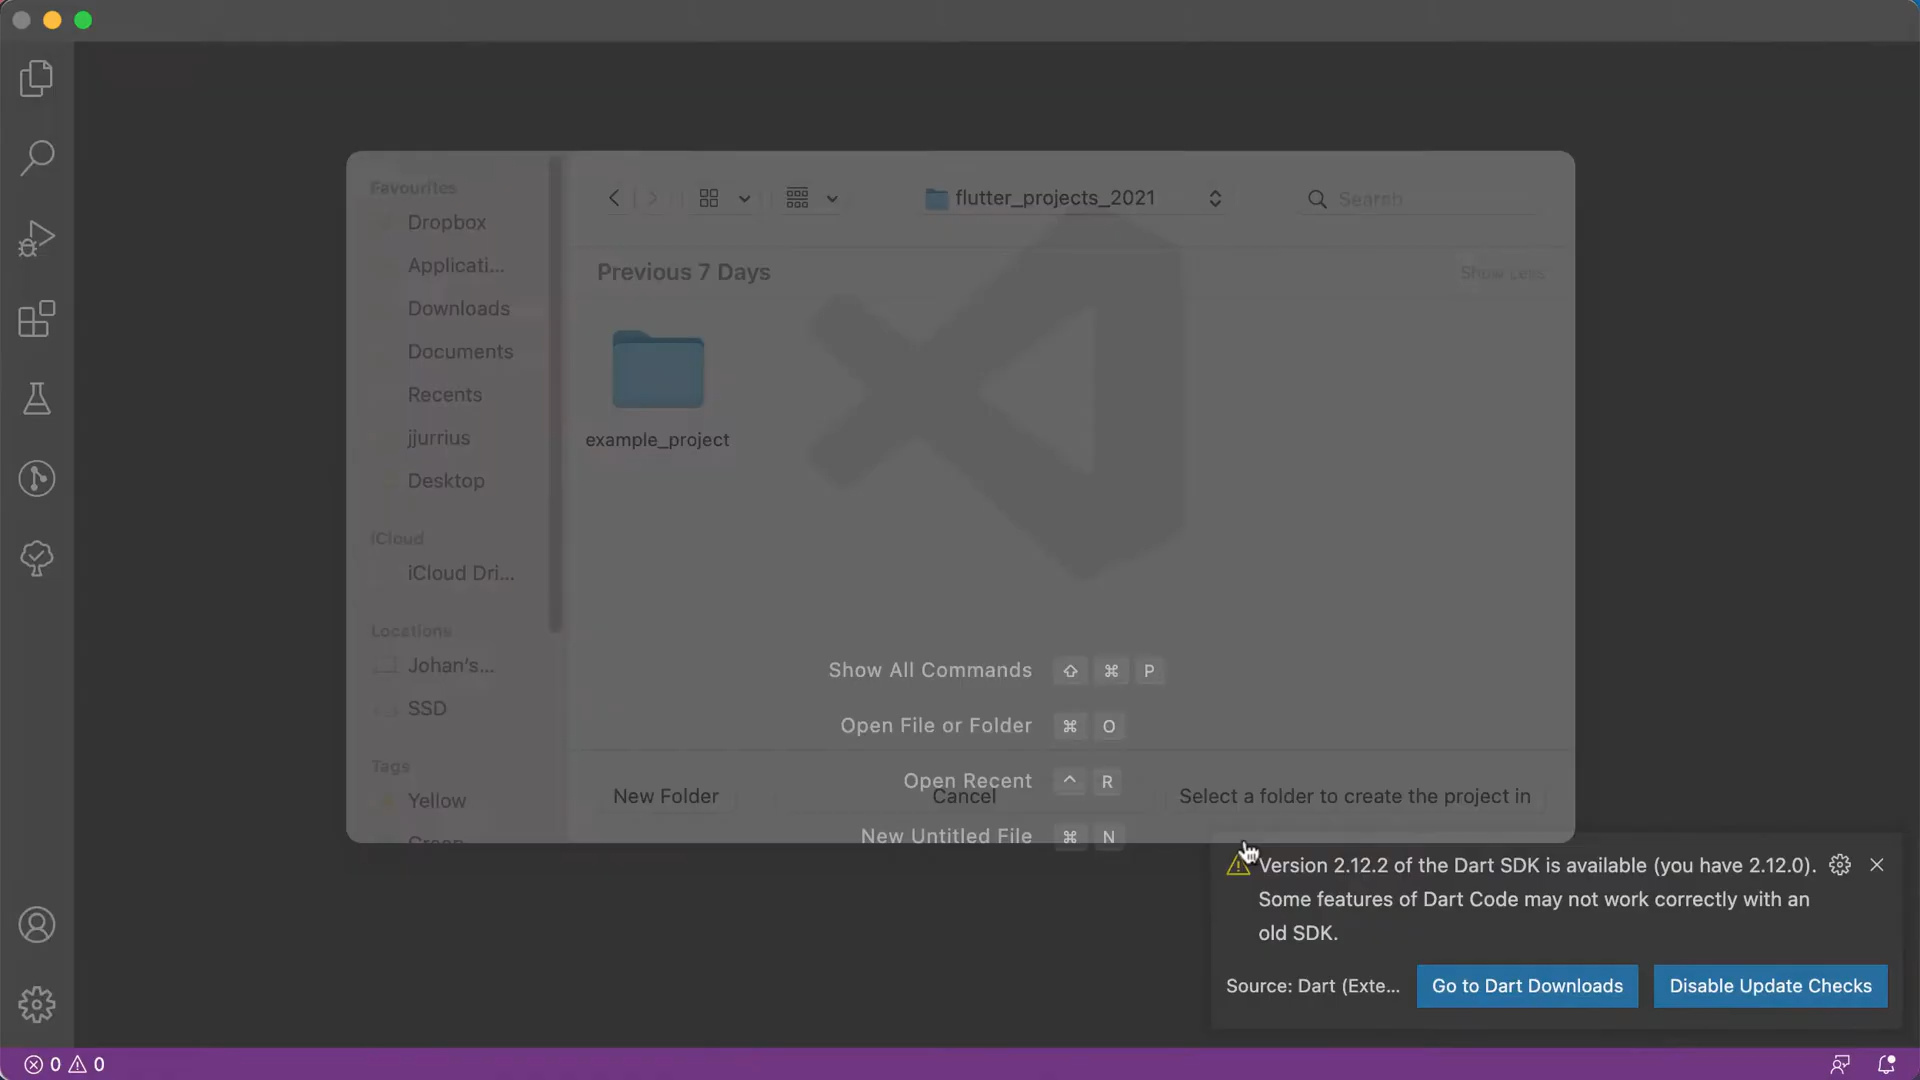 Favourites
Dropbox
Applicati...
Downloads
Documents
Recents
jjurrius
Desktop
iCloud
iCloud Dri...
Locations
Johan's...
SSD
Tags
Yellow
Green
flutter_projects_2021
Search
Previous 7 Days
Show Less
example_project
Show All Commands ⇧ ⌘ P
Open File or Folder ⌘ O
Open Recent ^ R
New Folder
Cancel
Select a folder to create the project in
New Untitled File ⌘ N
Version 2.12.2 of the Dart SDK is available (you have 2.12.0).
Some features of Dart Code may not work correctly with an
old SDK.
Source: Dart (Exte...
Go to Dart Downloads
Disable Update Checks
0
0